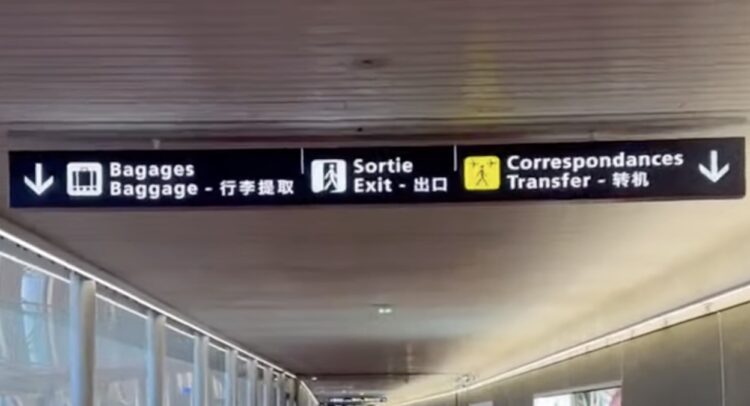 Bagages
Baggage - 行李提取
Sortie
Exit - 出口
Correspondances
Transfer - 转机